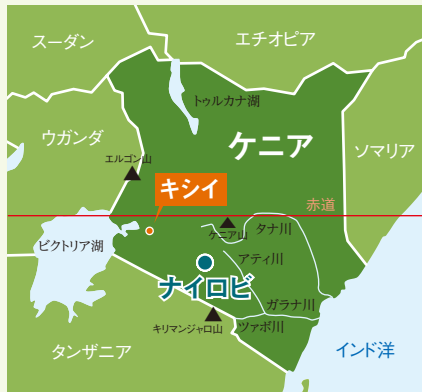 スーダン
エチオピア
トゥルカナ湖
ケニア
ウガンダ
ソマリア
エルゴン山
キシイ
赤道
ビクトリア湖
ケニア山
タナ川
アティ川
ナイロビ
ガラナ川
キリマンジャロ山
ツァボ川
タンザニア
インド洋